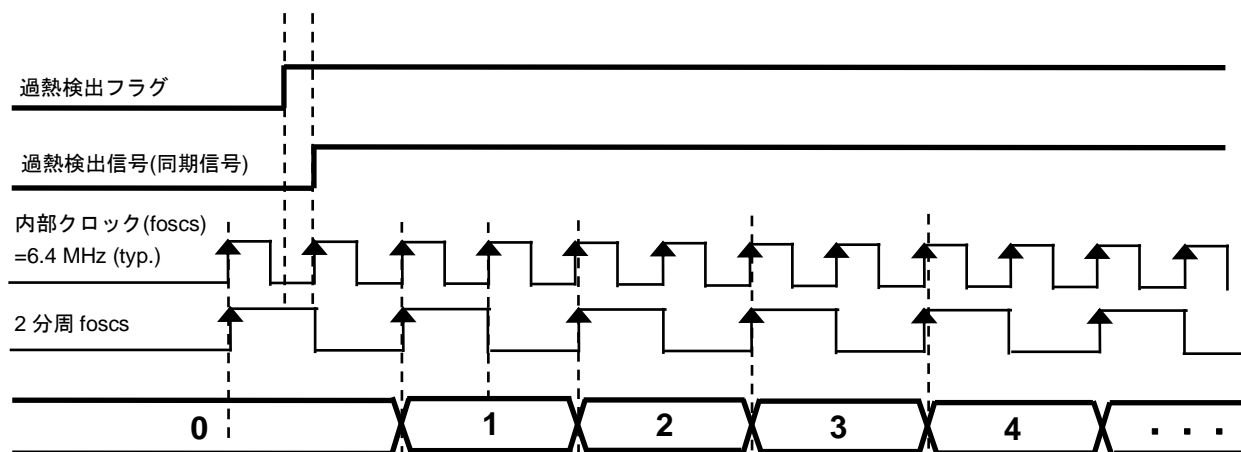 過熱検出フラグ
過熱検出信号(同期信号)
内部クロック(foscs)
=6.4 MHz (typ.)
2 分周 foscs
0 1 2 3 4 ・・・